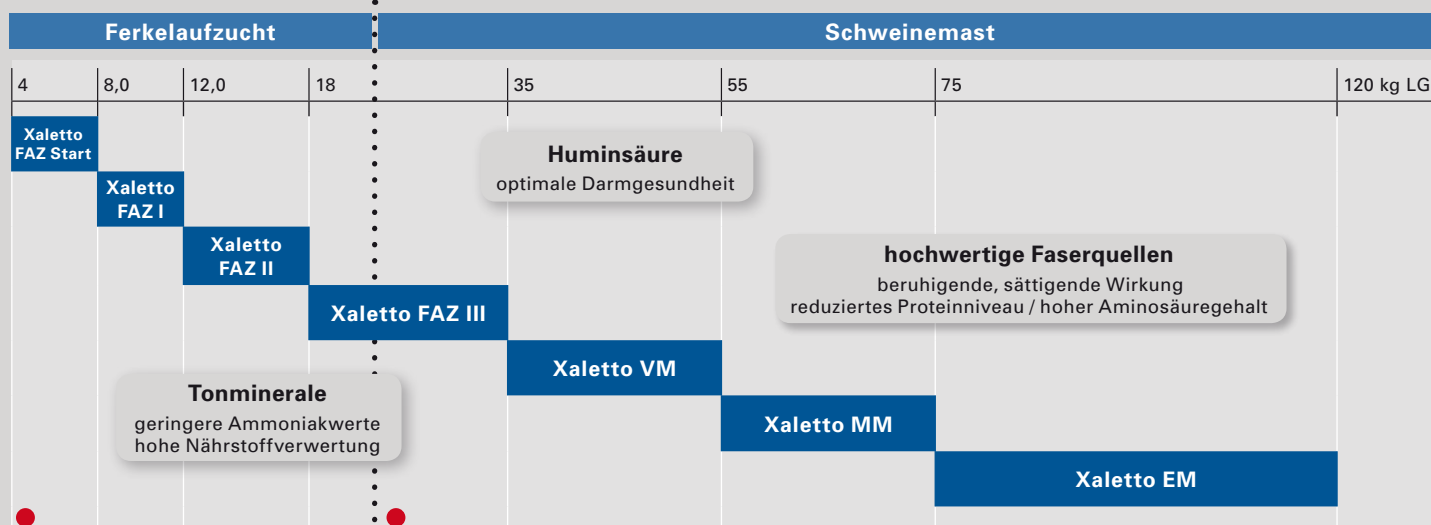 Ferkelaufzucht
Schweinemast
4
8,0
12,0
18
35
55
75
120 kg LG
Xaletto
FAZ Start
Xaletto
FAZ I
Xaletto
FAZ II
Xaletto FAZ III
Huminsäure
optimale Darmgesundheit
hochwertige Faserquellen
beruhigende, sättigende Wirkung
reduziertes Proteinniveau / hoher Aminosäuregehalt
Xaletto VM
Tonminerale
geringere Ammoniakwerte
hohe Nährstoffverwertung
Xaletto MM
Xaletto EM